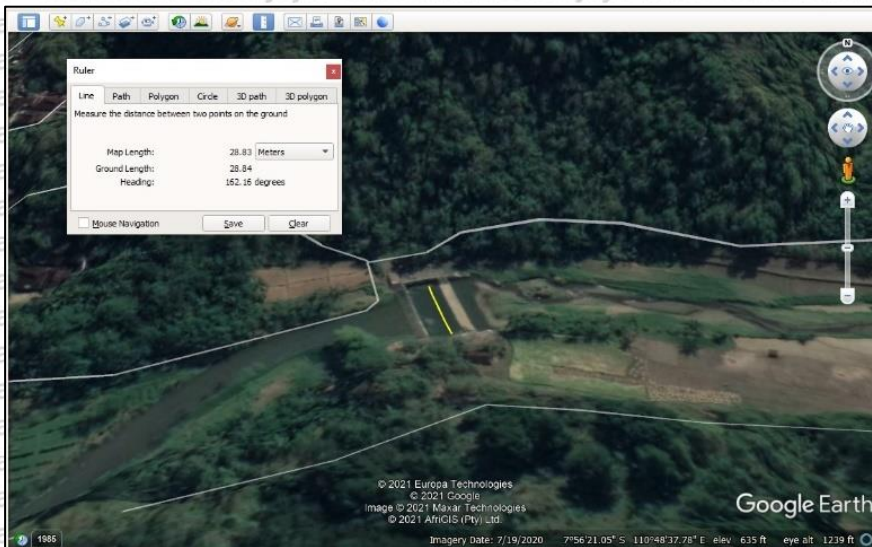 Ruler
Line Path Polygon Circle 3D path 3D polygon
Measure the distance between two points on the ground
Map Length: 28.83 Meters
Ground Length: 28.84
Heading: 162.16 degrees
Mouse Navigation Save Clear
N
© 2021 Europa Technologies
© 2021 Google
Image © 2021 Maxar Technologies
© 2021 AfriGIS (Pty) Ltd.
Google Earth
1985 Imagery Date: 7/19/2020 7°56'21.05" S 110°48'37.78" E elev 635 ft eye alt 1239 ft